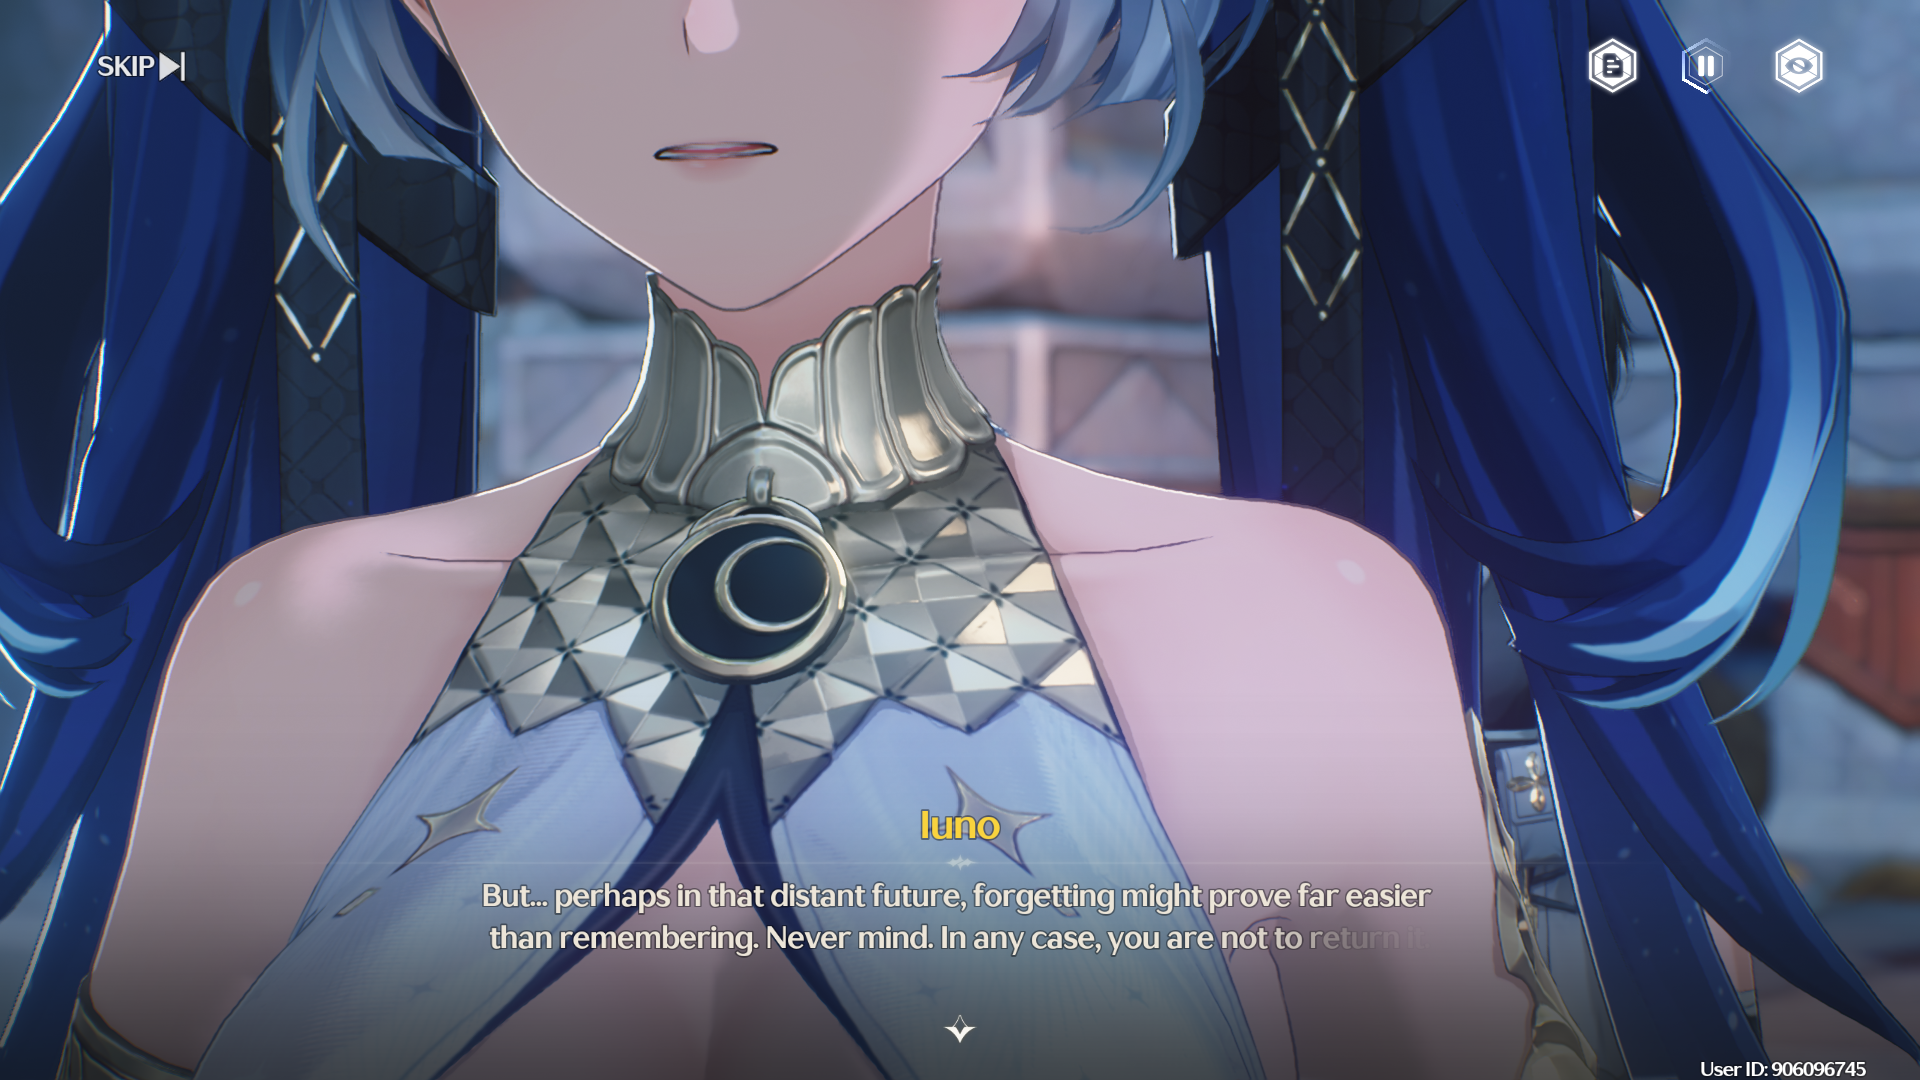 SKIP
Iuno
But... perhaps in that distant future, forgetting might prove far easier
than remembering. Never mind. In any case, you are not to return it.
User ID: 906096745